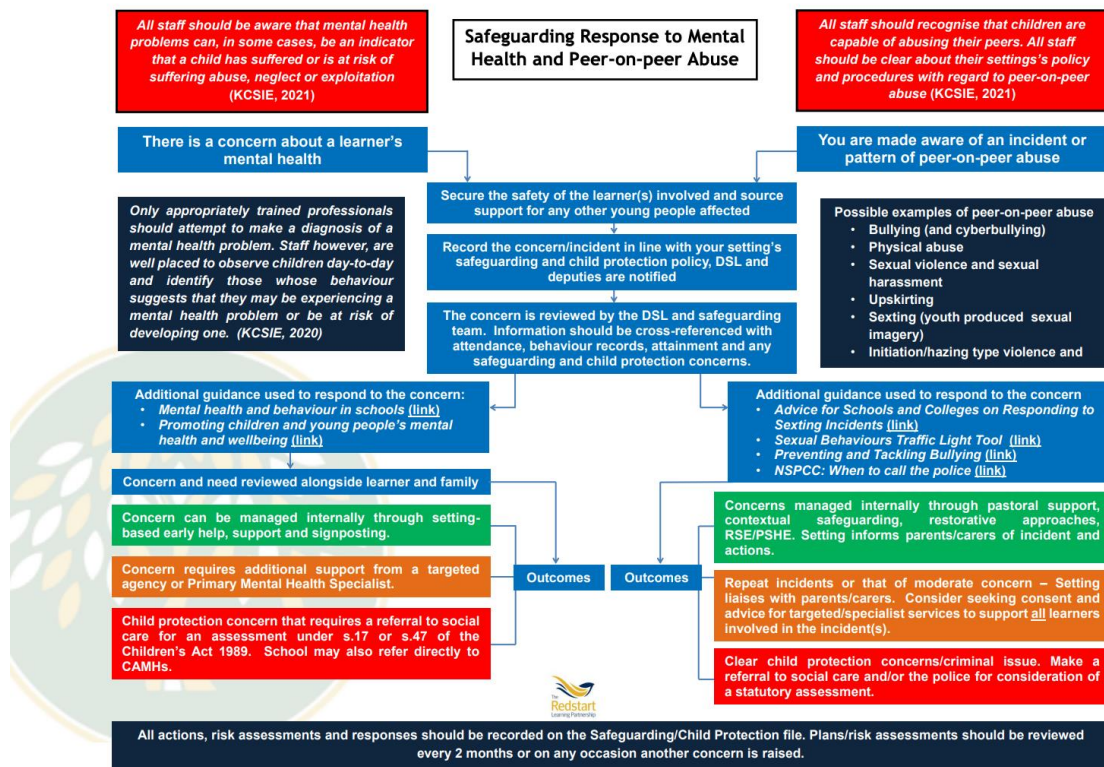 All staff should be aware that mental health
problems can, in some cases, be an indicator
that a child has suffered or is at risk of
suffering abuse, neglect or exploitation
(KCSIE, 2021)
Safeguarding Response to Mental
Health and Peer-on-peer Abuse
All staff should recognise that children are
capable of abusing their peers. All staff
should be clear about their settings's policy
and procedures with regard to peer-on-peer
abuse (KCSIE, 2021)
There is a concern about a learner's
mental health
You are made aware of an incident or
pattern of peer-on-peer abuse
Secure the safety of the learner(s) involved and source
support for any other young people affected
Only appropriately trained professionals
should attempt to make a diagnosis of a
mental health problem. Staff however, are
well placed to observe children day-to-day
and identify those whose behaviour
suggests that they may be experiencing a
mental health problem or be at risk of
developing one. (KCSIE, 2020)
Record the concern/incident in line with your setting's
safeguarding and child protection policy, DSL and
deputies are notified
The concern is reviewed by the DSL and safeguarding
team. Information should be cross-referenced with
attendance, behaviour records, attainment and any
safeguarding and child protection concerns.
Possible examples of peer-on-peer abuse
• Bullying (and cyberbullying)
• Physical abuse
• Sexual violence and sexual
harassment
• Upskirting
• Sexting (youth produced sexual
imagery)
• Initiation/hazing type violence and
Additional guidance used to respond to the concern:
• Mental health and behaviour in schools (link)
• Promoting children and young people's mental
health and wellbeing (link)
Additional guidance used to respond to the concern
• Advice for Schools and Colleges on Responding to
Sexting Incidents (link)
• Sexual Behaviours Traffic Light Tool (link)
• Preventing and Tackling Bullying (link)
• NSPCC: When to call the police (link)
Concern and need reviewed alongside learner and family
Concern can be managed internally through setting-
based early help, support and signposting.
Concern requires additional support from a targeted
agency or Primary Mental Health Specialist.
Child protection concern that requires a referral to social
care for an assessment under s.17 or s.47 of the
Children's Act 1989. School may also refer directly to
CAMHs.
Outcomes
Outcomes
Concerns managed internally through pastoral support,
contextual safeguarding, restorative approaches,
RSE/PSHE. Setting informs parents/carers of incident and
actions.
Repeat incidents or that of moderate concern – Setting
liaises with parents/carers. Consider seeking consent and
advice for targeted/specialist services to support all learners
involved in the incident(s).
Clear child protection concerns/criminal issue. Make a
referral to social care and/or the police for consideration of
a statutory assessment.
The
Redstart
Learning Partnership
All actions, risk assessments and responses should be recorded on the Safeguarding/Child Protection file. Plans/risk assessments should be reviewed
every 2 months or on any occasion another concern is raised.